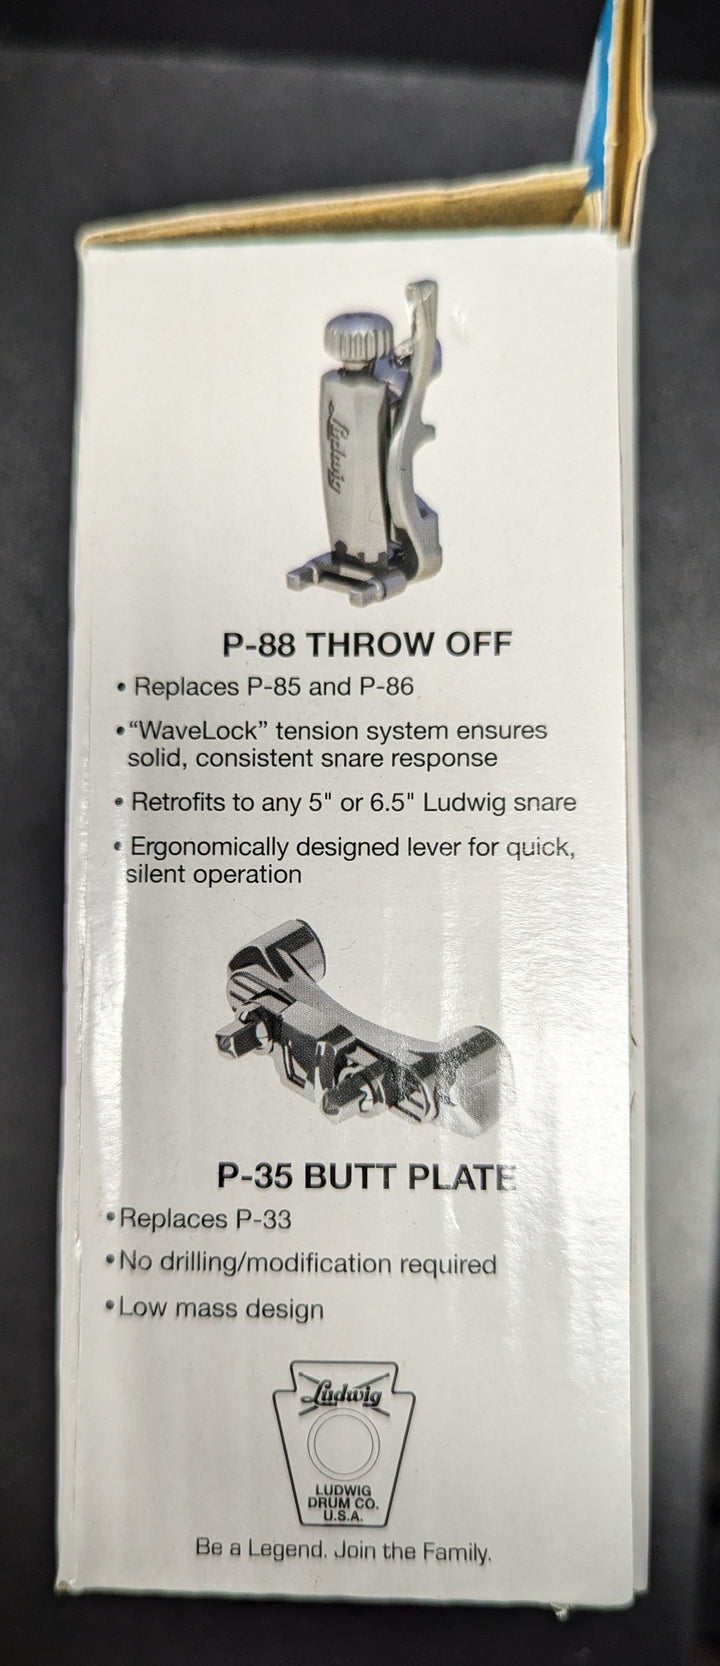 Ludwig
P-88 THROW OFF
• Replaces P-85 and P-86
• “WaveLock” tension system ensures
solid, consistent snare response
• Retrofits to any 5" or 6.5" Ludwig snare
• Ergonomically designed lever for quick,
silent operation
P-35 BUTT PLATE
• Replaces P-33
• No drilling/modification required
• Low mass design
Ludwig
LUDWIG
DRUM CO.
U.S.A.
Be a Legend. Join the Family.